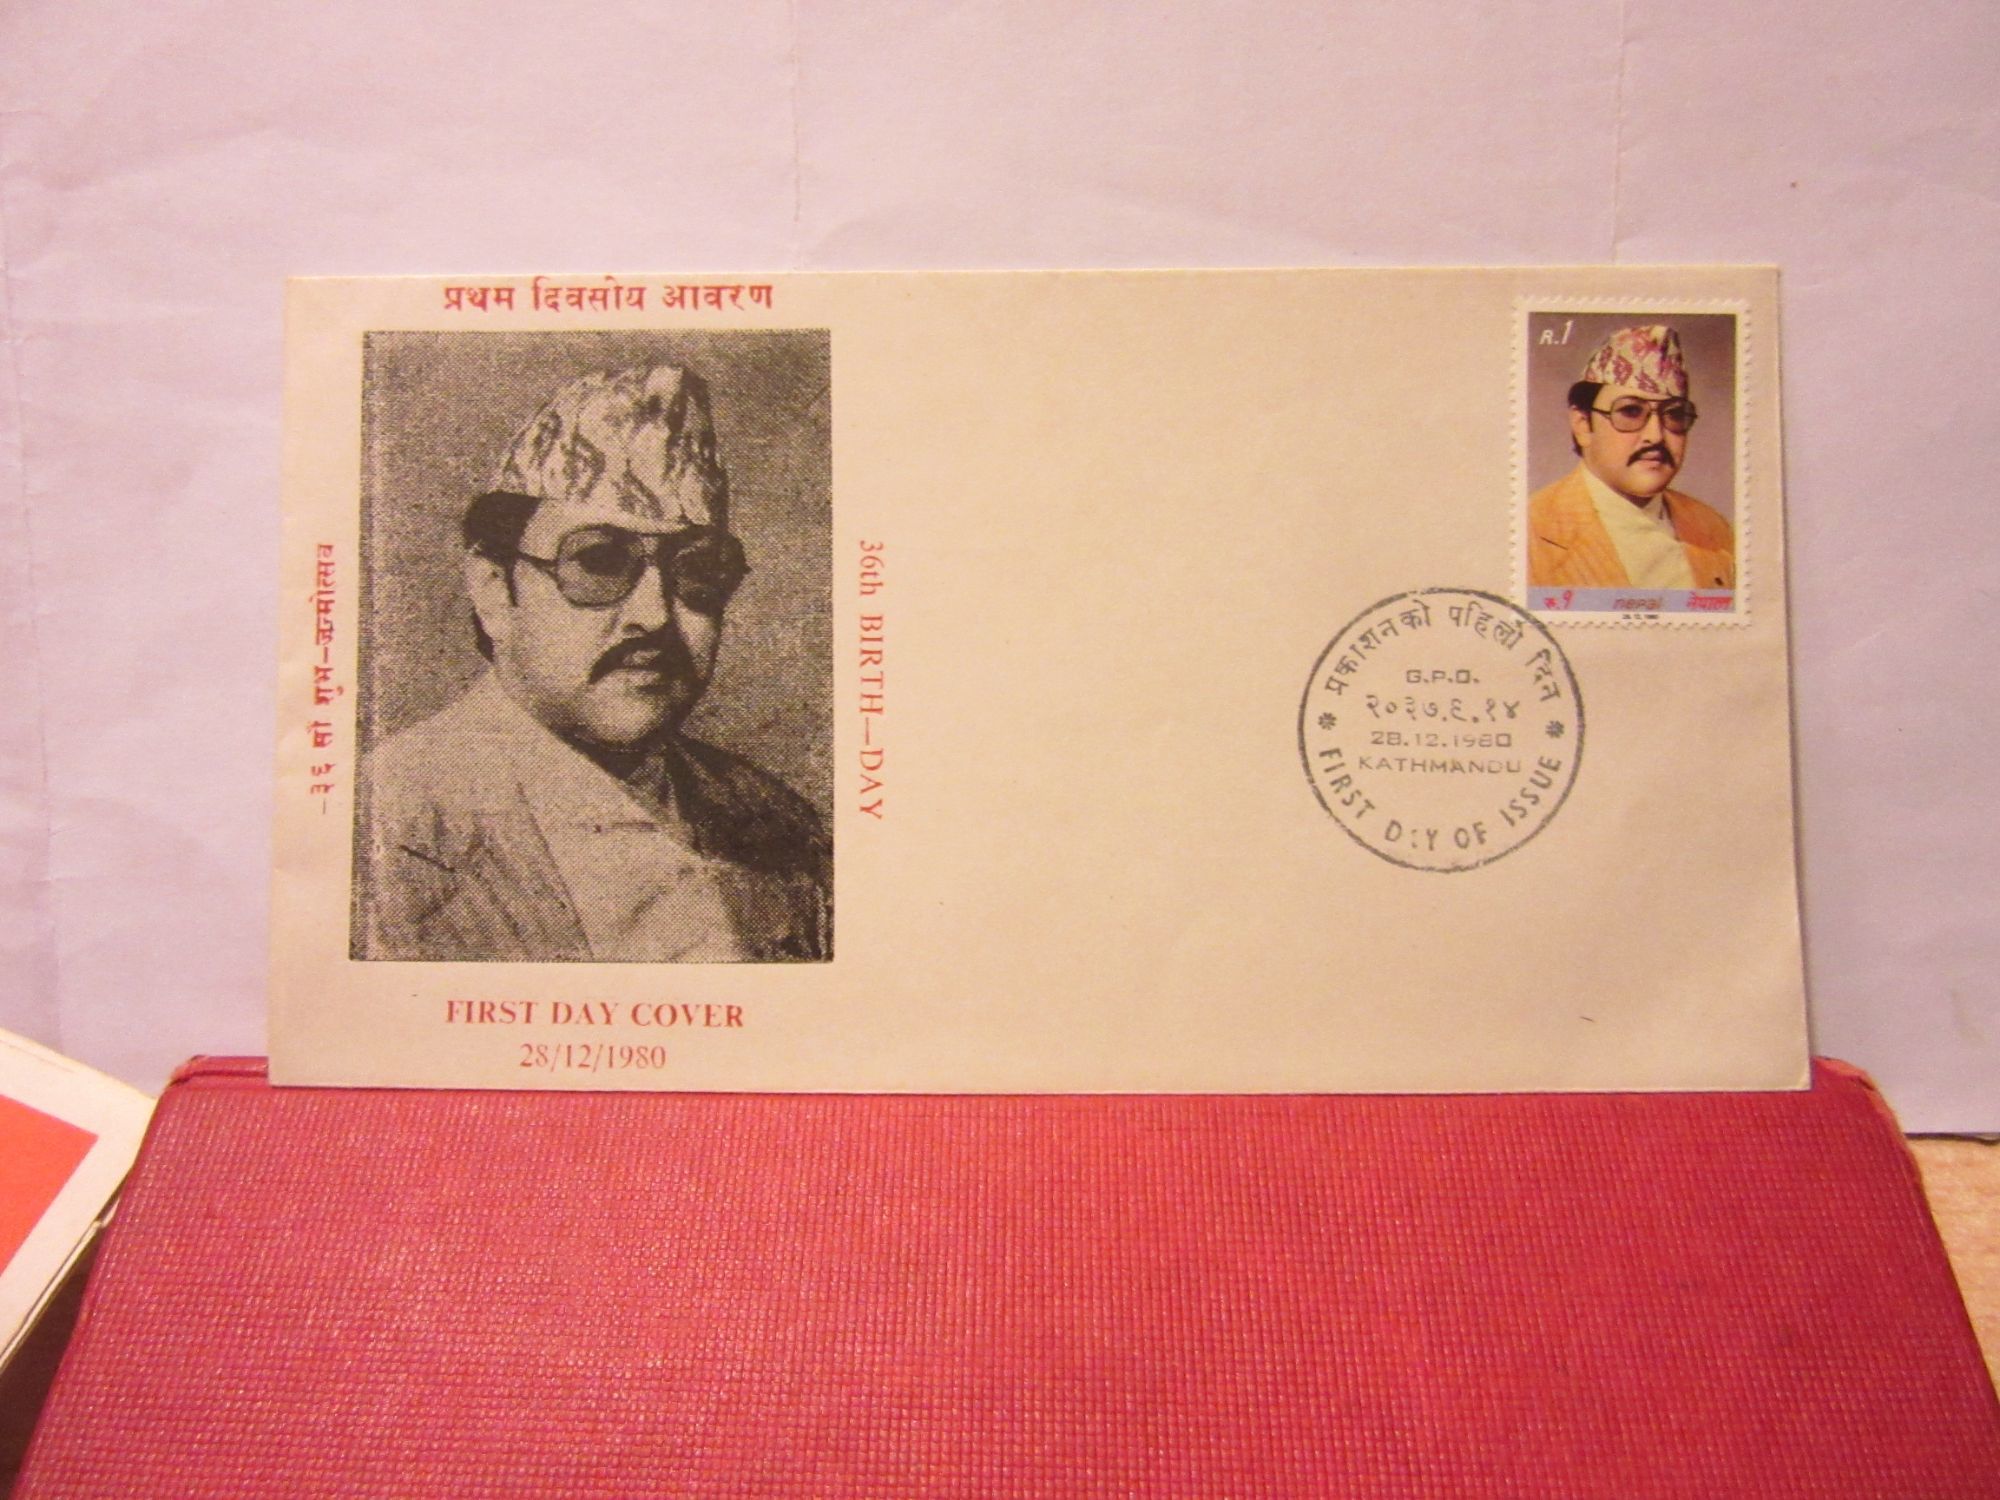 प्रथम दिवसीय आवरण
–३६ सौं शुभ–जन्मोत्सव
36th BIRTH–DAY
FIRST DAY COVER
28/12/1980
R.1
रु.१ nepal नेपाल
प्रकाशनको पहिलो दिन
G.P.O.
२०३७.९.१४
28.12.1980
KATHMANDU
FIRST DAY OF ISSUE